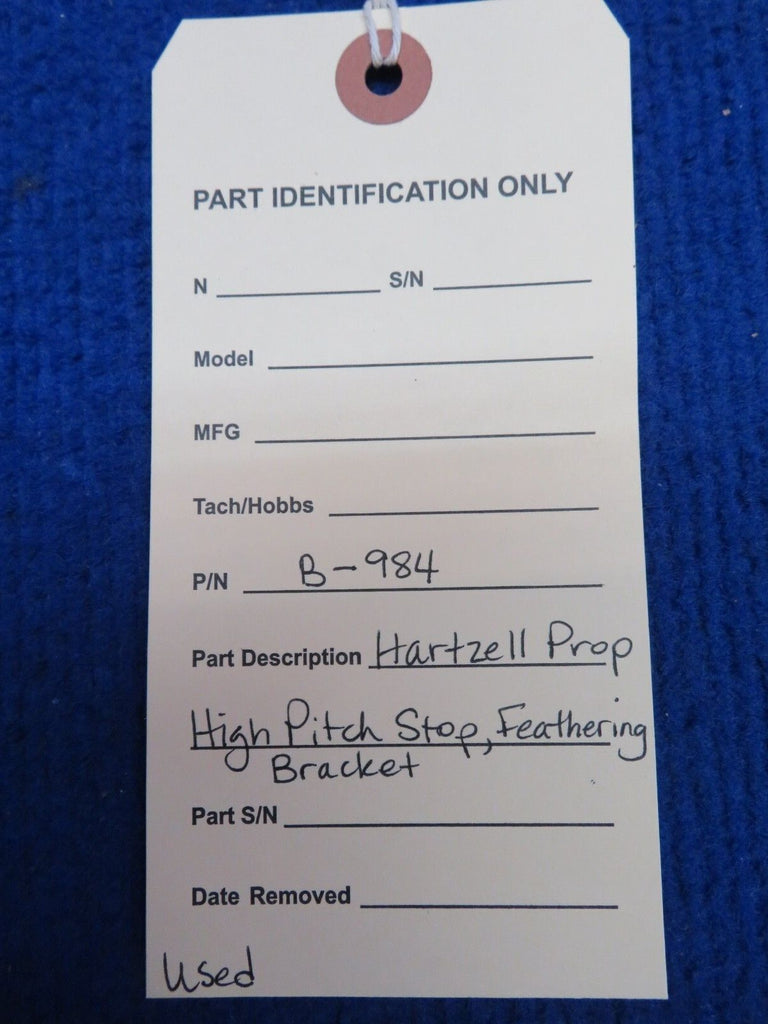 PART IDENTIFICATION ONLY
N S/N
Model
MFG
Tach/Hobbs
P/N B-984
Part Description Hartzell Prop
High Pitch Stop, Feathering
Bracket
Part S/N
Date Removed
Used